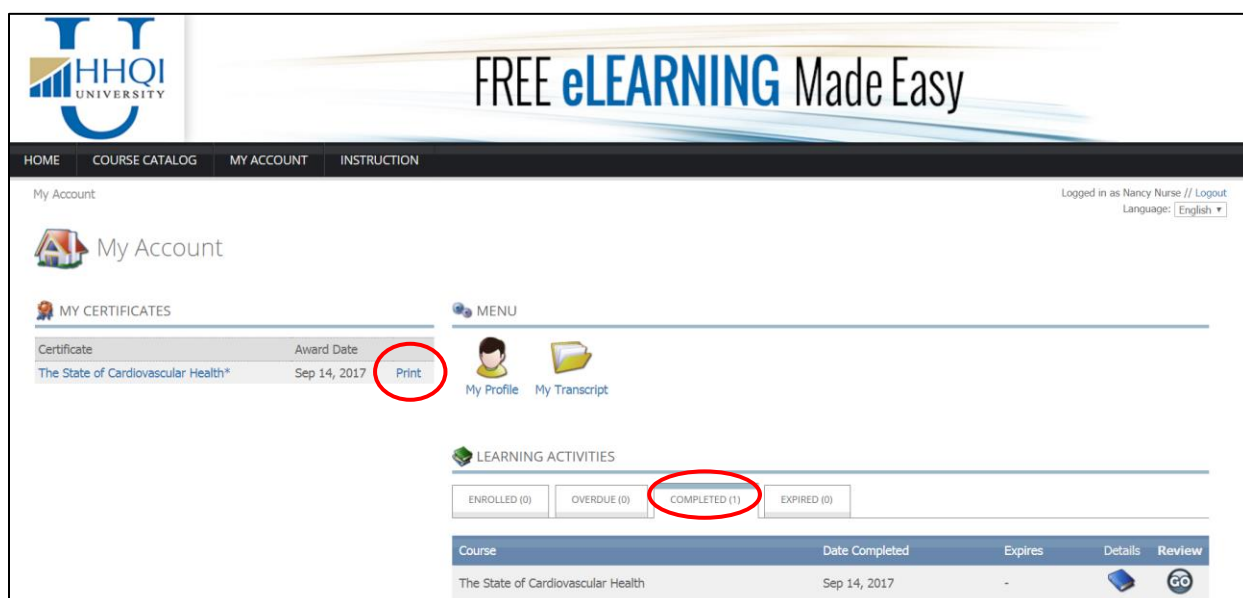 HHQI
UNIVERSITY
FREE eLEARNING Made Easy
HOME COURSE CATALOG MY ACCOUNT INSTRUCTION
My Account
Logged in as Nancy Nurse // Logout
Language: English
My Account
MY CERTIFICATES
Certificate Award Date
The State of Cardiovascular Health* Sep 14, 2017 Print
MENU
My Profile My Transcript
LEARNING ACTIVITIES
ENROLLED (0) OVERDUE (0) COMPLETED (1) EXPIRED (0)
Course Date Completed Expires Details Review
The State of Cardiovascular Health Sep 14, 2017 - GO